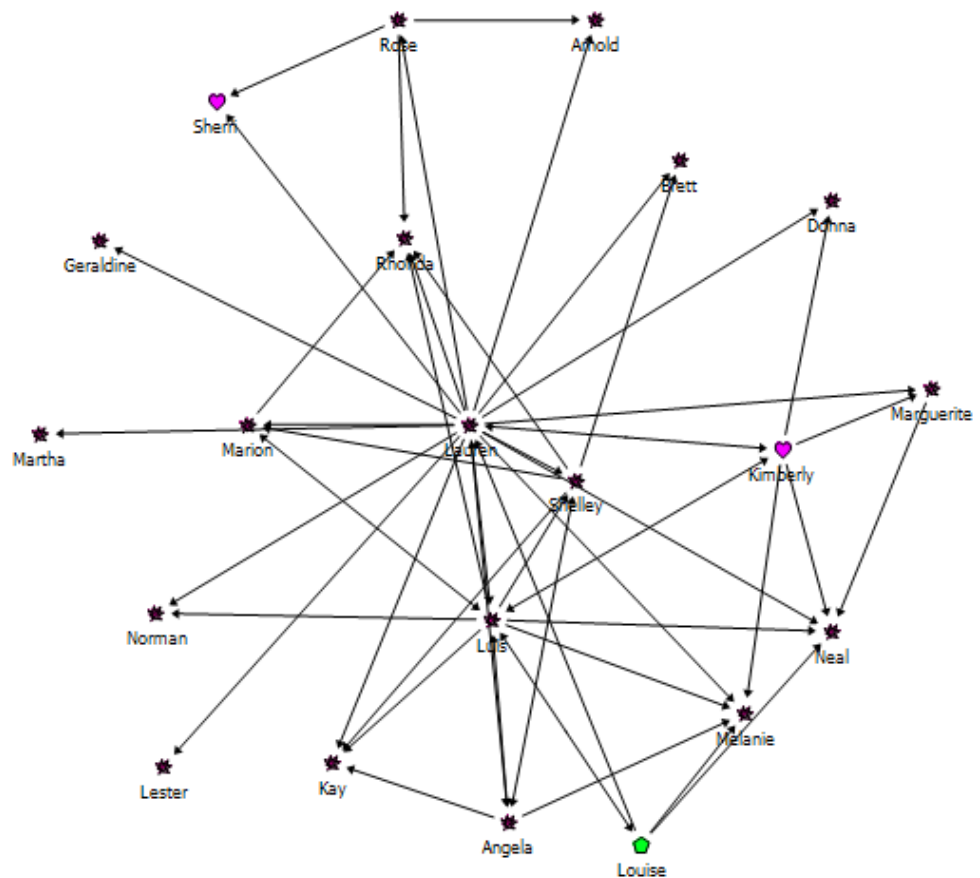 Rose
Arnold
Sherri
Brett
Donna
Geraldine
Rhonda
Marguerite
Martha
Marion
Lauren
Kimberly
Shelley
Norman
Luis
Neal
Melanie
Lester
Kay
Angela
Louise